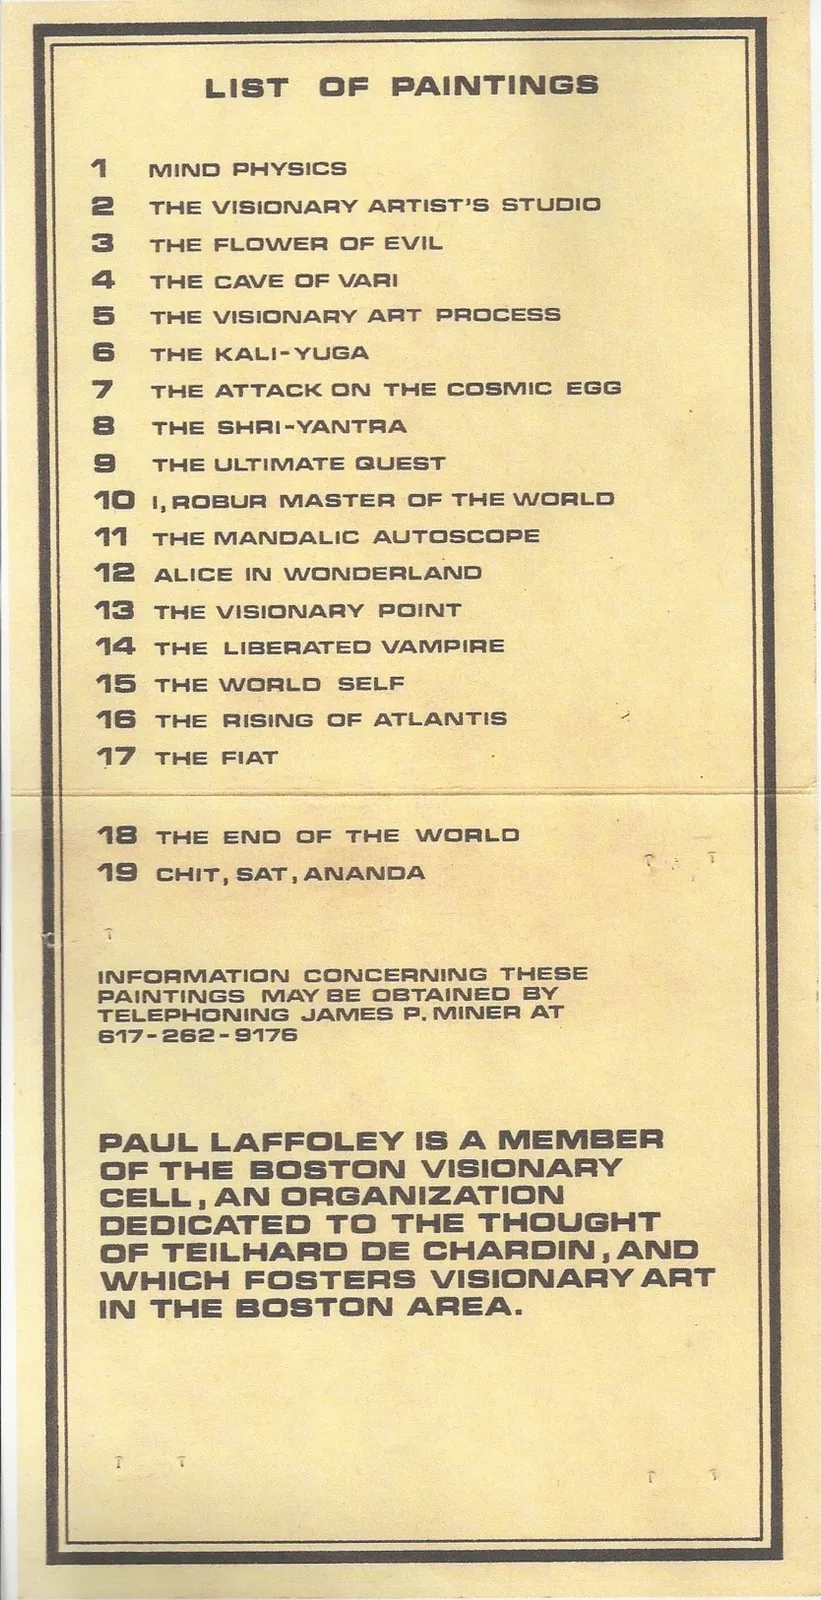 LIST OF PAINTINGS
1 MIND PHYSICS
2 THE VISIONARY ARTIST'S STUDIO
3 THE FLOWER OF EVIL
4 THE CAVE OF VARI
5 THE VISIONARY ART PROCESS
6 THE KALI-YUGA
7 THE ATTACK ON THE COSMIC EGG
8 THE SHRI-YANTRA
9 THE ULTIMATE QUEST
10 I, ROBUR MASTER OF THE WORLD
11 THE MANDALIC AUTOSCOPE
12 ALICE IN WONDERLAND
13 THE VISIONARY POINT
14 THE LIBERATED VAMPIRE
15 THE WORLD SELF
16 THE RISING OF ATLANTIS
17 THE FIAT
18 THE END OF THE WORLD
19 CHIT, SAT, ANANDA
INFORMATION CONCERNING THESE
PAINTINGS MAY BE OBTAINED BY
TELEPHONING JAMES P. MINER AT
617-262-9176
PAUL LAFFOLEY IS A MEMBER
OF THE BOSTON VISIONARY
CELL, AN ORGANIZATION
DEDICATED TO THE THOUGHT
OF TEILHARD DE CHARDIN, AND
WHICH FOSTERS VISIONARY ART
IN THE BOSTON AREA.